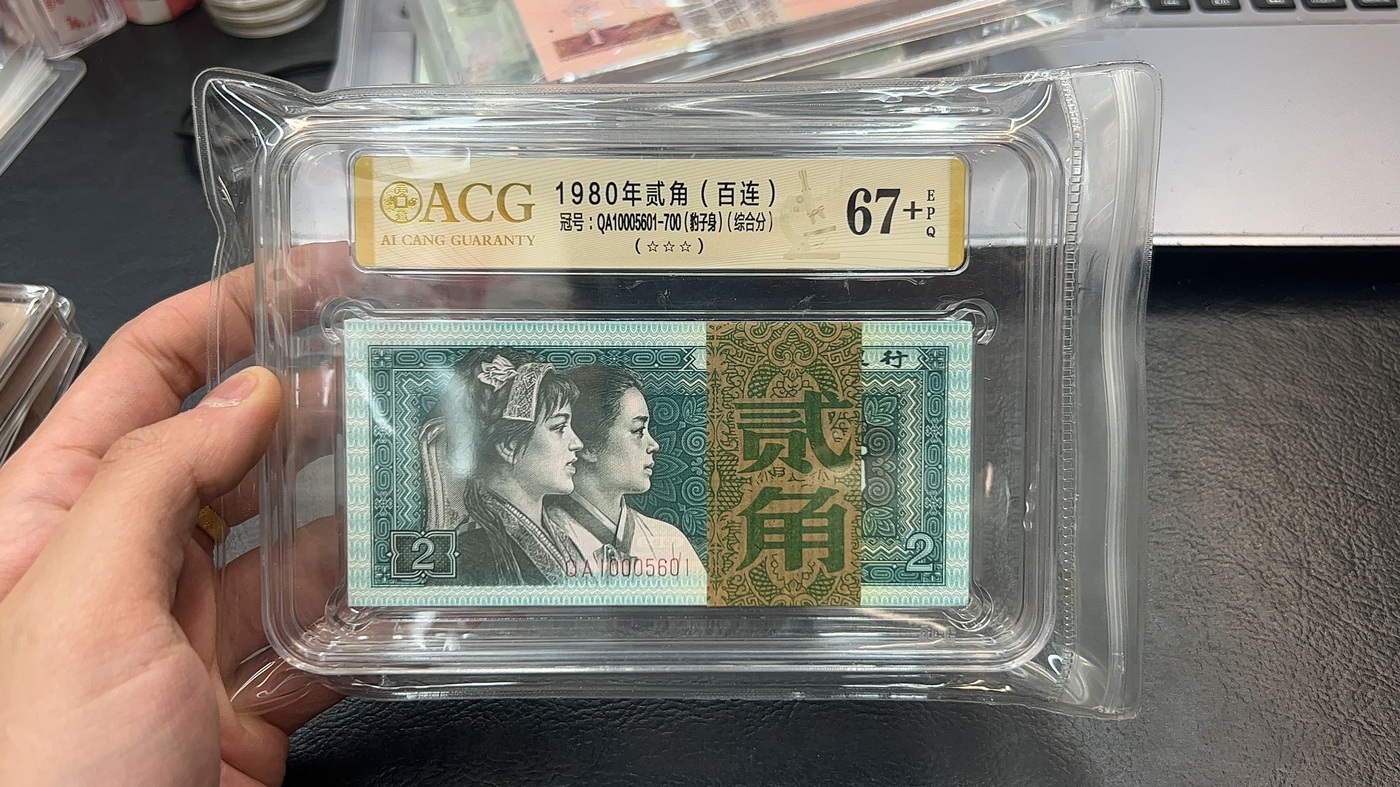 ACG
AI CANG GUARANTY
1980年贰角(百连)
冠号:QA10005601-700(豹子身)(综合分)
(☆☆☆)
67+
EPQ
行
贰角
2
QA10005601
2